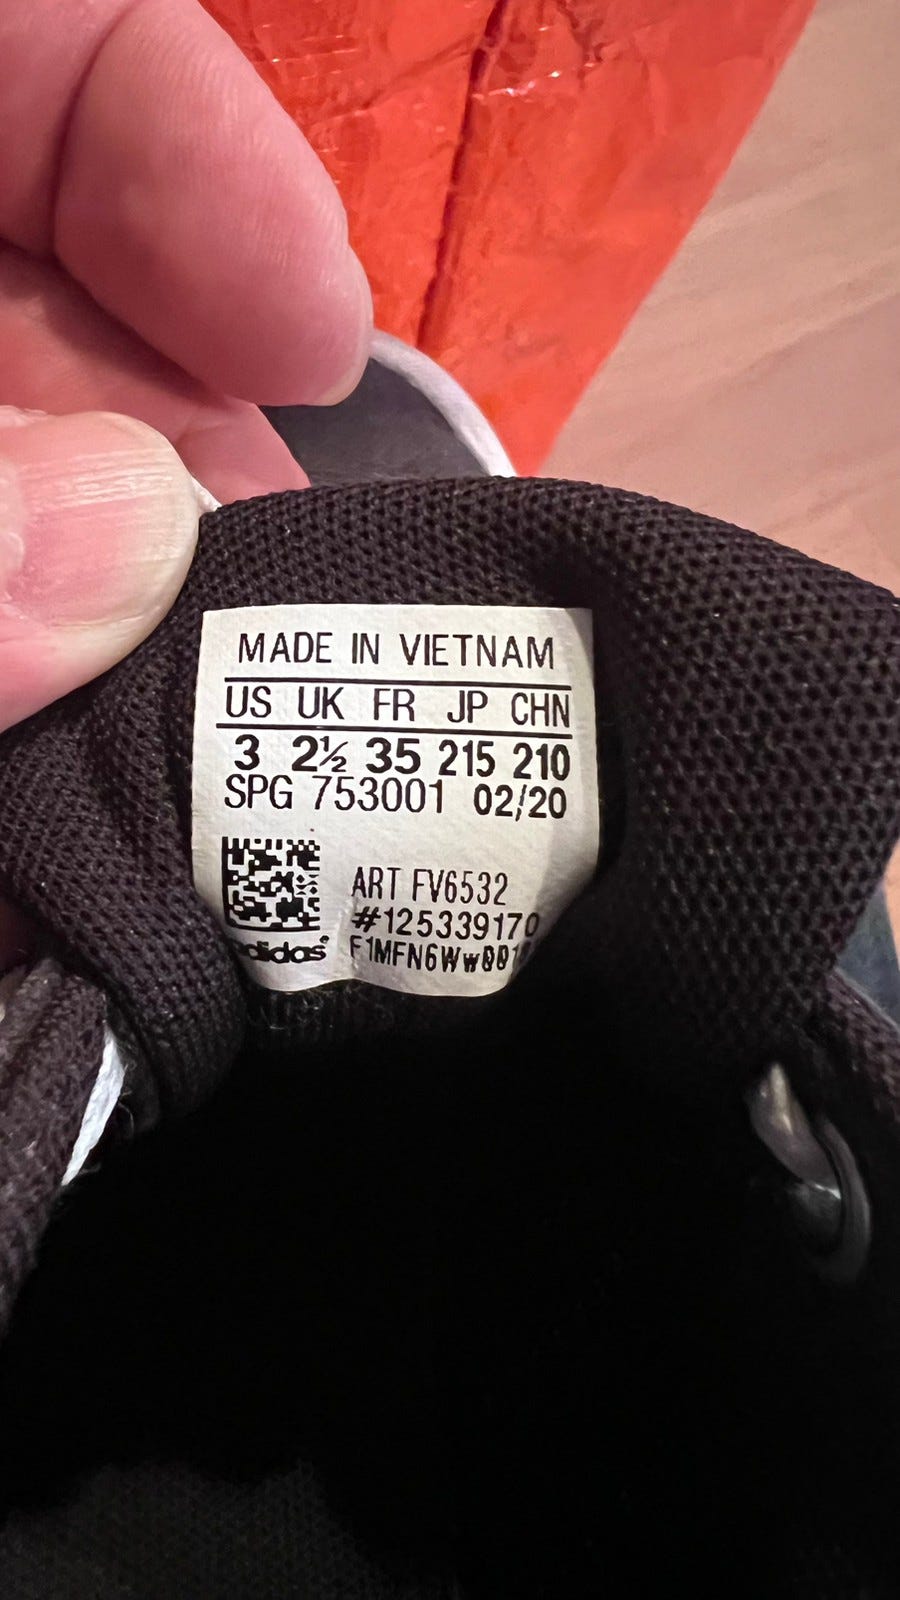 MADE IN VIETNAM
US UK FR JP CHN
3 2½ 35 215 210
SPG 753001 02/20
ART FV6532
#125339170
adidas